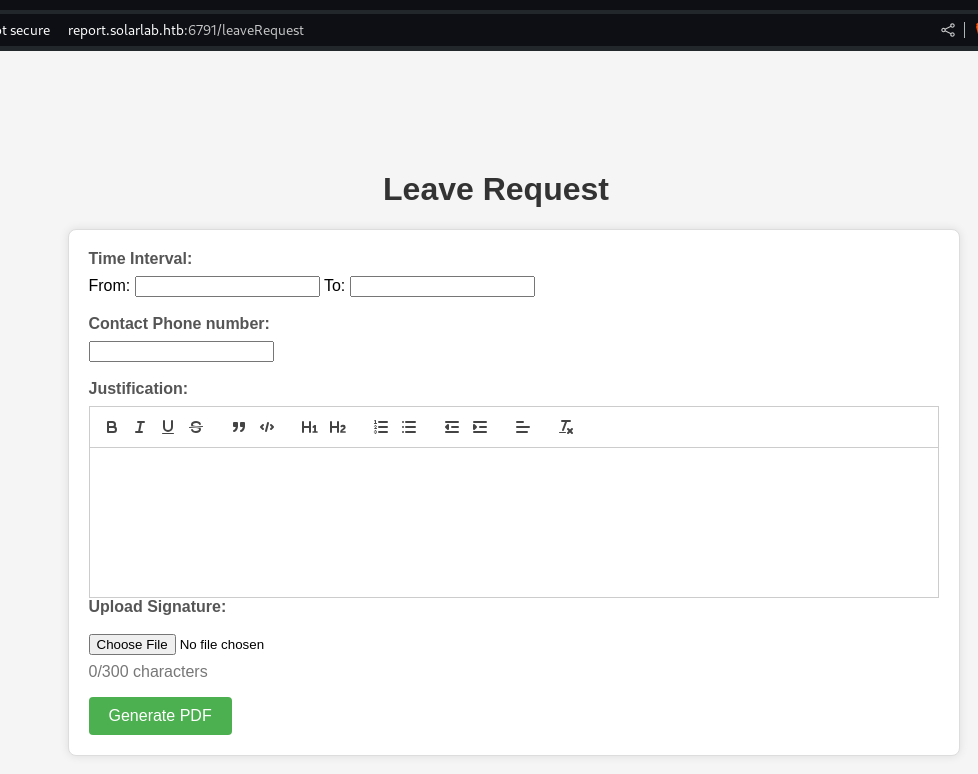 ot secure report.solarlab.htb:6791/leaveRequest
Leave Request
Time Interval:
From: To:
Contact Phone number:
Justification:
B I U S H1 H2
Upload Signature:
Choose File No file chosen
0/300 characters
Generate PDF